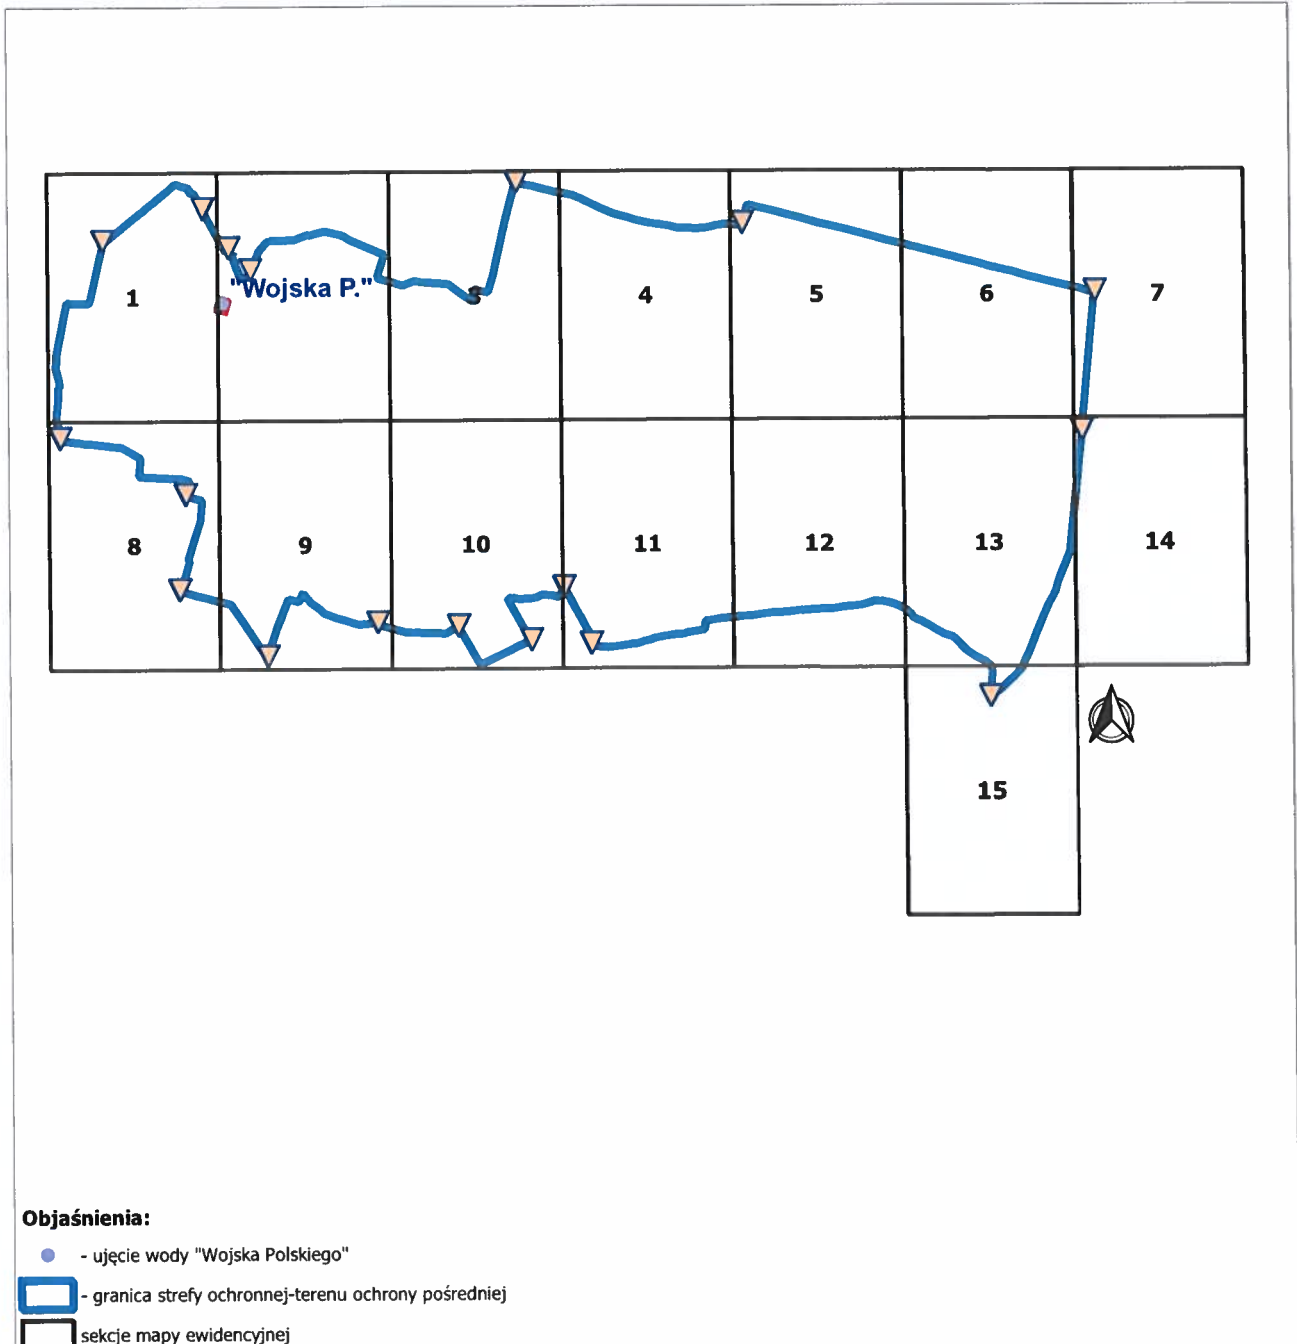 1
"Wojska P."
4
5
6
7
8
9
10
11
12
13
14
15
Objaśnienia:
- ujęcie wody "Wojska Polskiego"
- granica strefy ochronnej-terenu ochrony pośredniej
sekcje mapy ewidencyjnej